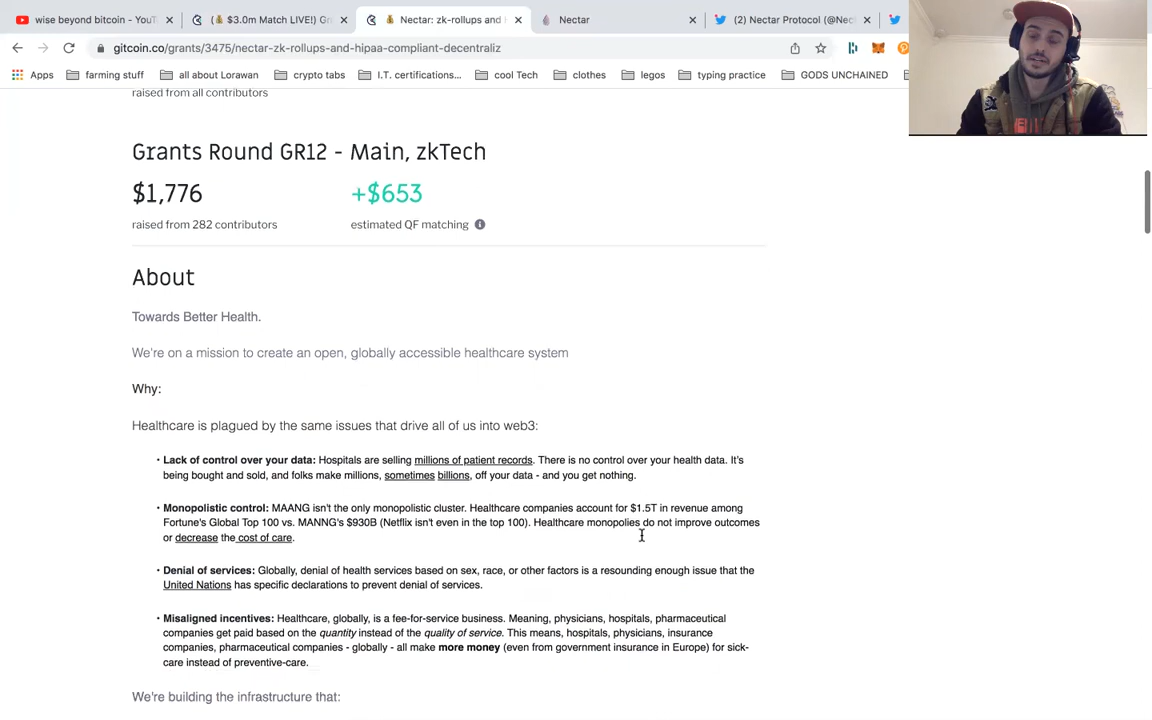 wise beyond bitcoin - YouT
($3.0m Match LIVE!) Gr
Nectar: zk-rollups and
Nectar
(2) Nectar Protocol (@Nec
gitcoin.co/grants/3475/nectar-zk-rollups-and-hipaa-compliant-decentraliz
Apps
farming stuff
all about Lorawan
crypto tabs
I.T. certifications...
cool Tech
clothes
legos
typing practice
GODS UNCHAINED
raised from all contributors
Grants Round GR12 - Main, zkTech
$1,776
+$653
raised from 282 contributors
estimated QF matching
About
Towards Better Health.
We're on a mission to create an open, globally accessible healthcare system
Why:
Healthcare is plagued by the same issues that drive all of us into web3:
• Lack of control over your data: Hospitals are selling millions of patient records. There is no control over your health data. It's
being bought and sold, and folks make millions, sometimes billions, off your data - and you get nothing.
• Monopolistic control: MAANG isn't the only monopolistic cluster. Healthcare companies account for $1.5T in revenue among
Fortune's Global Top 100 vs. MANNG's $930B (Netflix isn't even in the top 100). Healthcare monopolies do not improve outcomes
or decrease the cost of care.
• Denial of services: Globally, denial of health services based on sex, race, or other factors is a resounding enough issue that the
United Nations has specific declarations to prevent denial of services.
• Misaligned incentives: Healthcare, globally, is a fee-for-service business. Meaning, physicians, hospitals, pharmaceutical
companies get paid based on the quantity instead of the quality of service. This means, hospitals, physicians, insurance
companies, pharmaceutical companies - globally - all make more money (even from government insurance in Europe) for sick-
care instead of preventive-care.
We're building the infrastructure that: